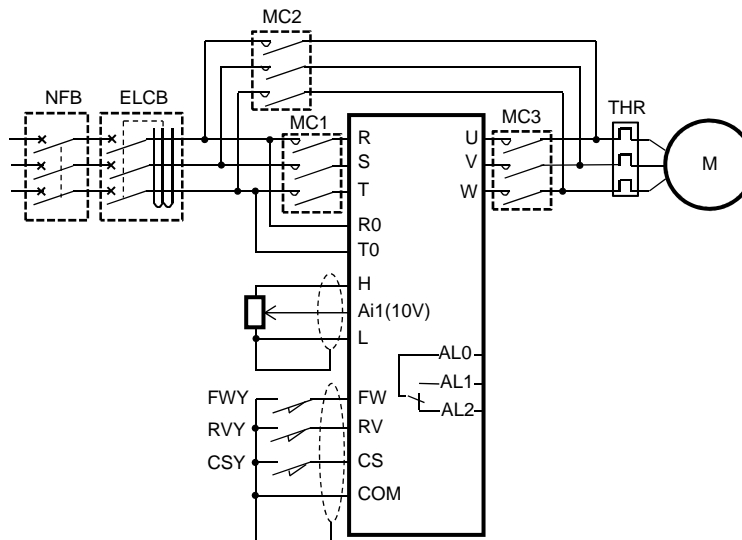 MC2
NFB
ELCB
MC1
MC3
THR
R
S
T
R0
T0
U
V
W
M
H
Ai1(10V)
L
AL0
AL1
AL2
FWY
FW
RVY
RV
CSY
CS
COM